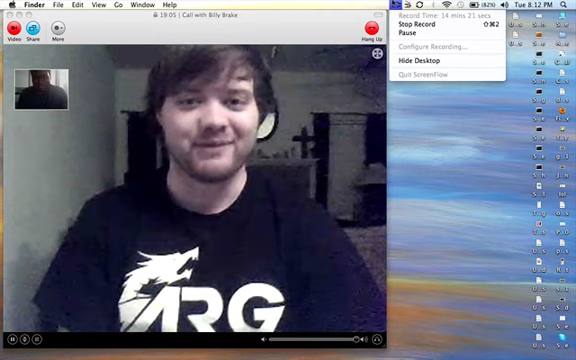 Finder File Edit View Go Window Help
(82%) Tue 8:12 PM
19:05 | Call with Billy Brake
Video Share More Hang Up
Record Time: 14 mins 21 secs
Stop Record ⇧⌘2
Pause
Configure Recording...
Hide Desktop
Quit ScreenFlow
ARG